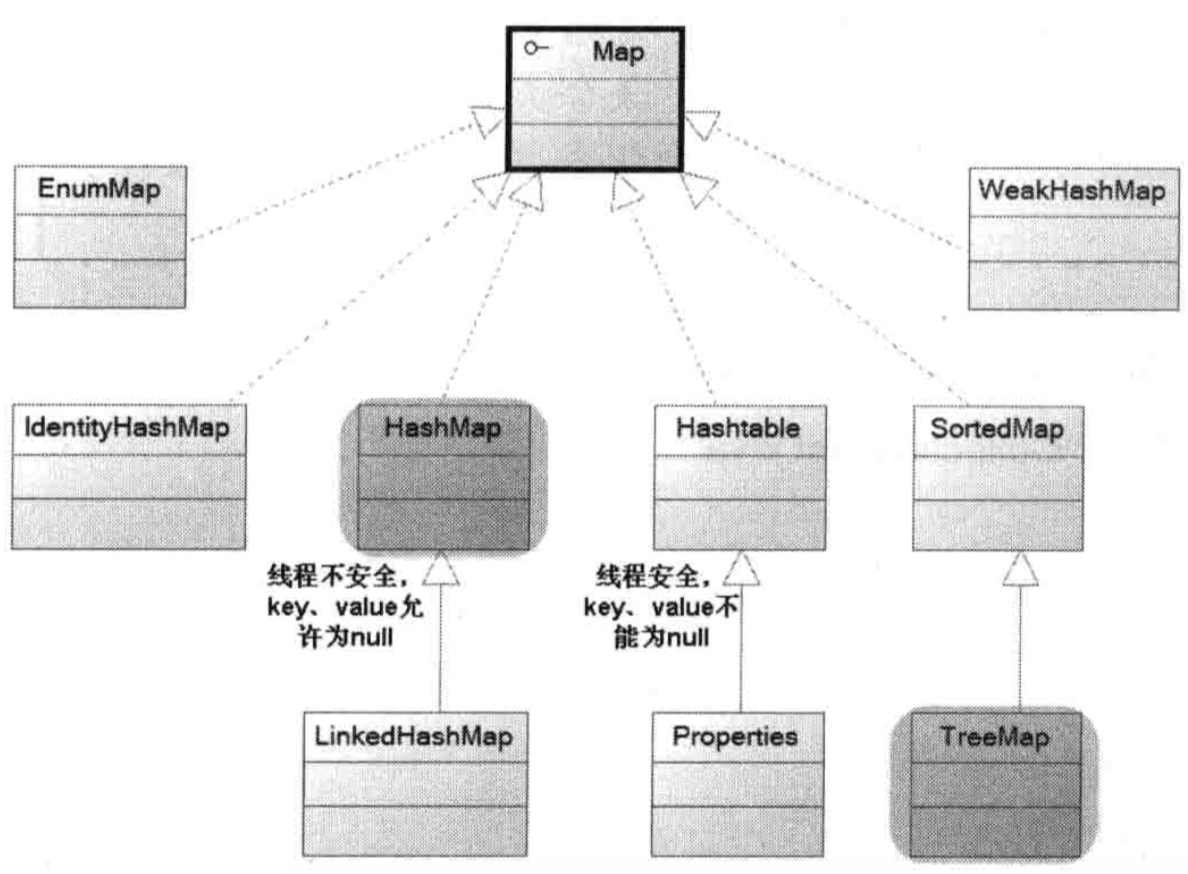 Map
EnumMap
WeakHashMap
IdentityHashMap
HashMap
Hashtable
SortedMap
线程不安全，
key、value允
许为null
线程安全，
key、value不
能为null
LinkedHashMap
Properties
TreeMap